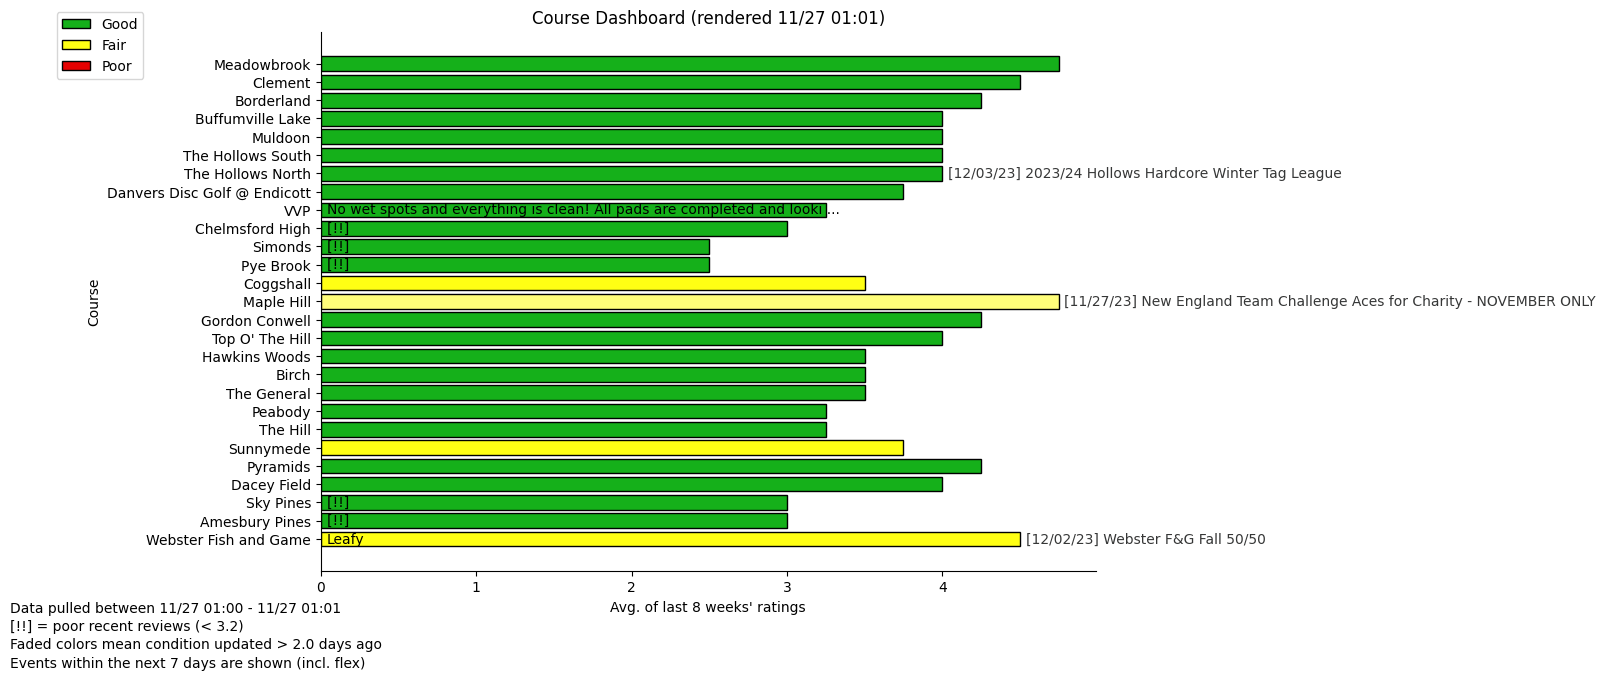 Course Dashboard (rendered 11/27 01:01)
Good
Fair
Poor
Course
Meadowbrook
Clement
Borderland
Buffumville Lake
Muldoon
The Hollows South
The Hollows North [12/03/23] 2023/24 Hollows Hardcore Winter Tag League
Danvers Disc Golf @ Endicott
VVP No wet spots and everything is clean! All pads are completed and looki ...
Chelmsford High [!!]
Simonds [!!]
Pye Brook [!!]
Coggshall
Maple Hill [11/27/23] New England Team Challenge Aces for Charity - NOVEMBER ONLY
Gordon Conwell
Top O' The Hill
Hawkins Woods
Birch
The General
Peabody
The Hill
Sunnymede
Pyramids
Dacey Field
Sky Pines [!!]
Amesbury Pines [!!]
Webster Fish and Game Leafy [12/02/23] Webster F&G Fall 50/50
0 1 2 3 4
Avg. of last 8 weeks' ratings
Data pulled between 11/27 01:00 - 11/27 01:01
[!!] = poor recent reviews (< 3.2)
Faded colors mean condition updated > 2.0 days ago
Events within the next 7 days are shown (incl. flex)